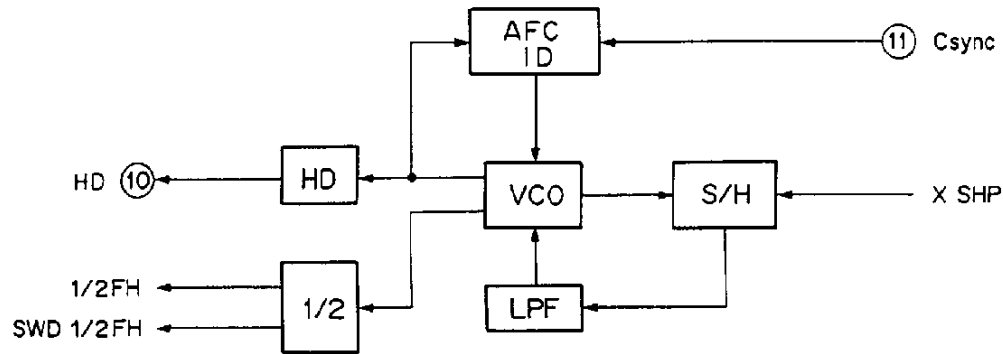 AFC
ID
11 Csync
HD 10
HD
VCO
S/H
X SHP
1/2FH
1/2
LPF
SWD 1/2FH